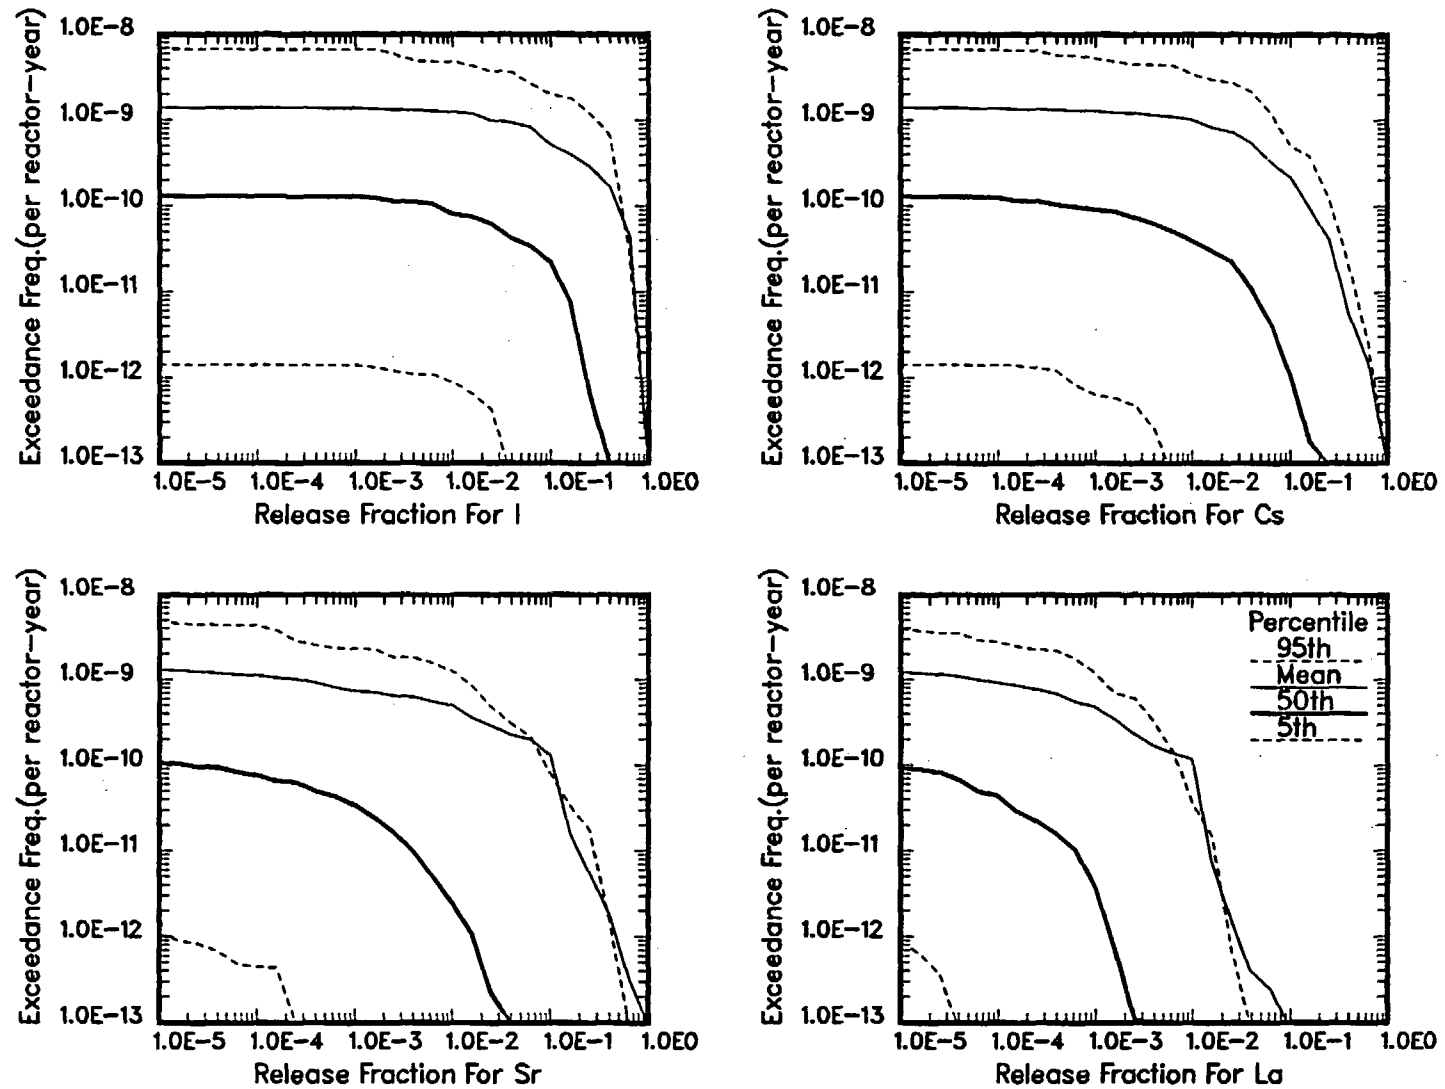 Exceedance Freq.(per reactor-year)
1.0E-8
1.0E-9
1.0E-10
1.0E-11
1.0E-12
1.0E-13
1.0E-5 1.0E-4 1.0E-3 1.0E-2 1.0E-1 1.0E0
Release Fraction For I
Exceedance Freq.(per reactor-year)
1.0E-8
1.0E-9
1.0E-10
1.0E-11
1.0E-12
1.0E-13
1.0E-5 1.0E-4 1.0E-3 1.0E-2 1.0E-1 1.0E0
Release Fraction For Cs
Exceedance Freq.(per reactor-year)
1.0E-8
1.0E-9
1.0E-10
1.0E-11
1.0E-12
1.0E-13
1.0E-5 1.0E-4 1.0E-3 1.0E-2 1.0E-1 1.0E0
Release Fraction For Sr
Exceedance Freq.(per reactor-year)
1.0E-8
1.0E-9
1.0E-10
1.0E-11
1.0E-12
1.0E-13
Percentile
95th
Mean
50th
5th
1.0E-5 1.0E-4 1.0E-3 1.0E-2 1.0E-1 1.0E0
Release Fraction For La